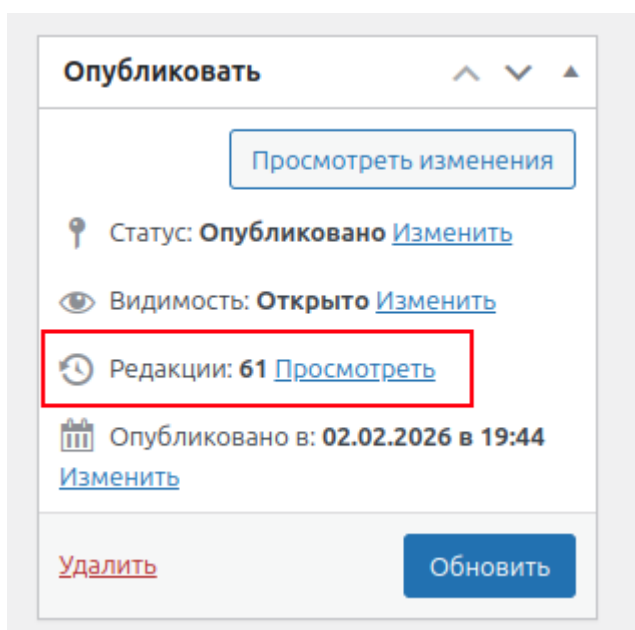 Опубликовать
Просмотреть изменения
Статус: Опубликовано Изменить
Видимость: Открыто Изменить
Редакции: 61 Просмотреть
Опубликовано в: 02.02.2026 в 19:44
Изменить
Удалить
Обновить